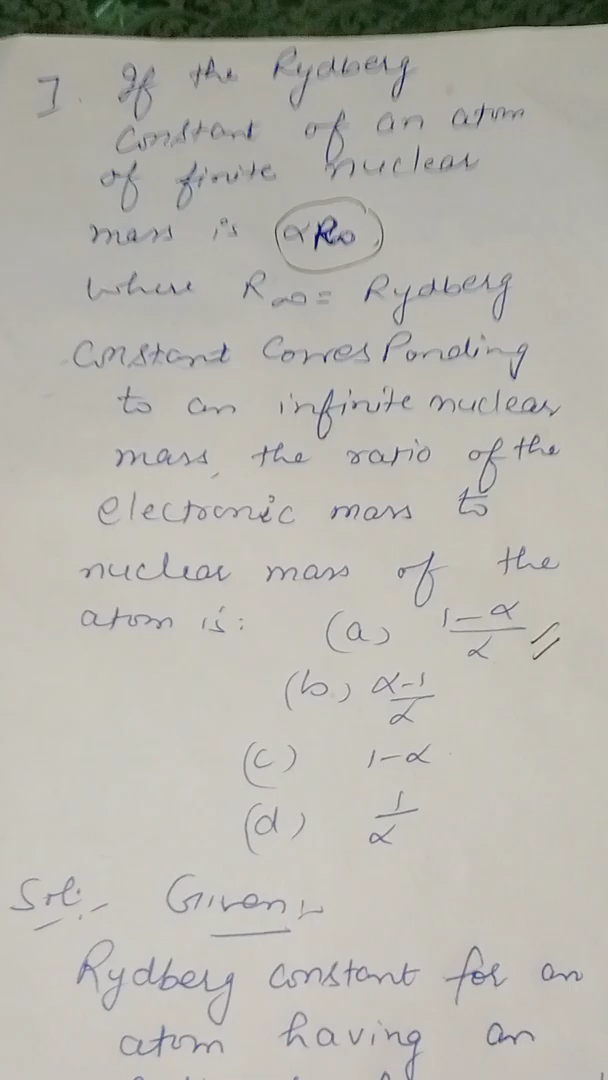 I. If the Rydberg
constant of an atom
of finite nuclear
mass is αR∞,
where R∞= Rydberg
constant Corresponding
to an infinite nuclear
mass, the ratio of the
electronic mass to
nuclear mass of the
atom is: (a) 1-α/α //
(b) α-1/α
(c) 1-α
(d) 1/α
Sol:- Given:-
Rydberg constant for an
atom having an